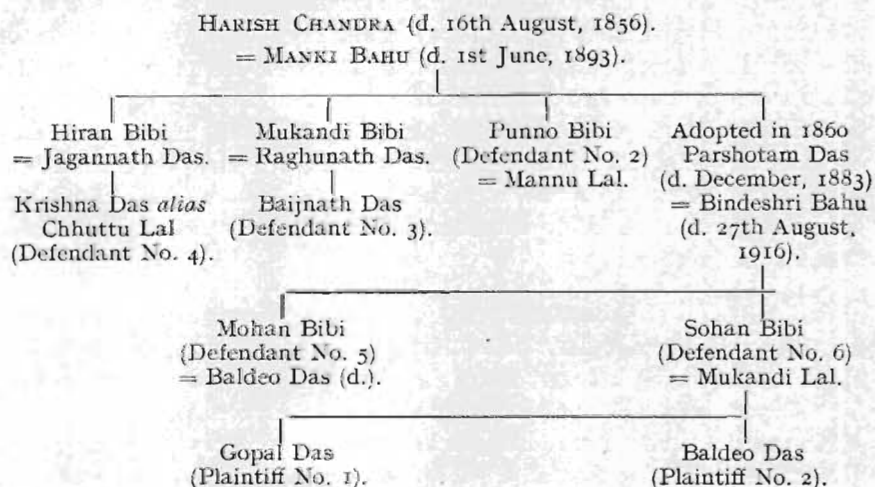 HARISH CHANDRA (d. 16th August, 1856).
= MANKI BAHU (d. 1st June, 1893).
Hiran Bibi Mukandi Bibi Punno Bibi Adopted in 1860
= Jagannath Das. = Raghunath Das. (Defendant No. 2) Parshotam Das
= Mannu Lal. (d. December, 1883)
Krishna Das alias Baijnath Das = Bindeshri Bahu
Chhuttu Lal (Defendant No. 3). (d. 27th August,
(Defendant No. 4). 1916).
Mohan Bibi Sohan Bibi
(Defendant No. 5) (Defendant No. 6)
= Baldeo Das (d.). = Mukandi Lal.
Gopal Das Baldeo Das
(Plaintiff No. 1). (Plaintiff No. 2).